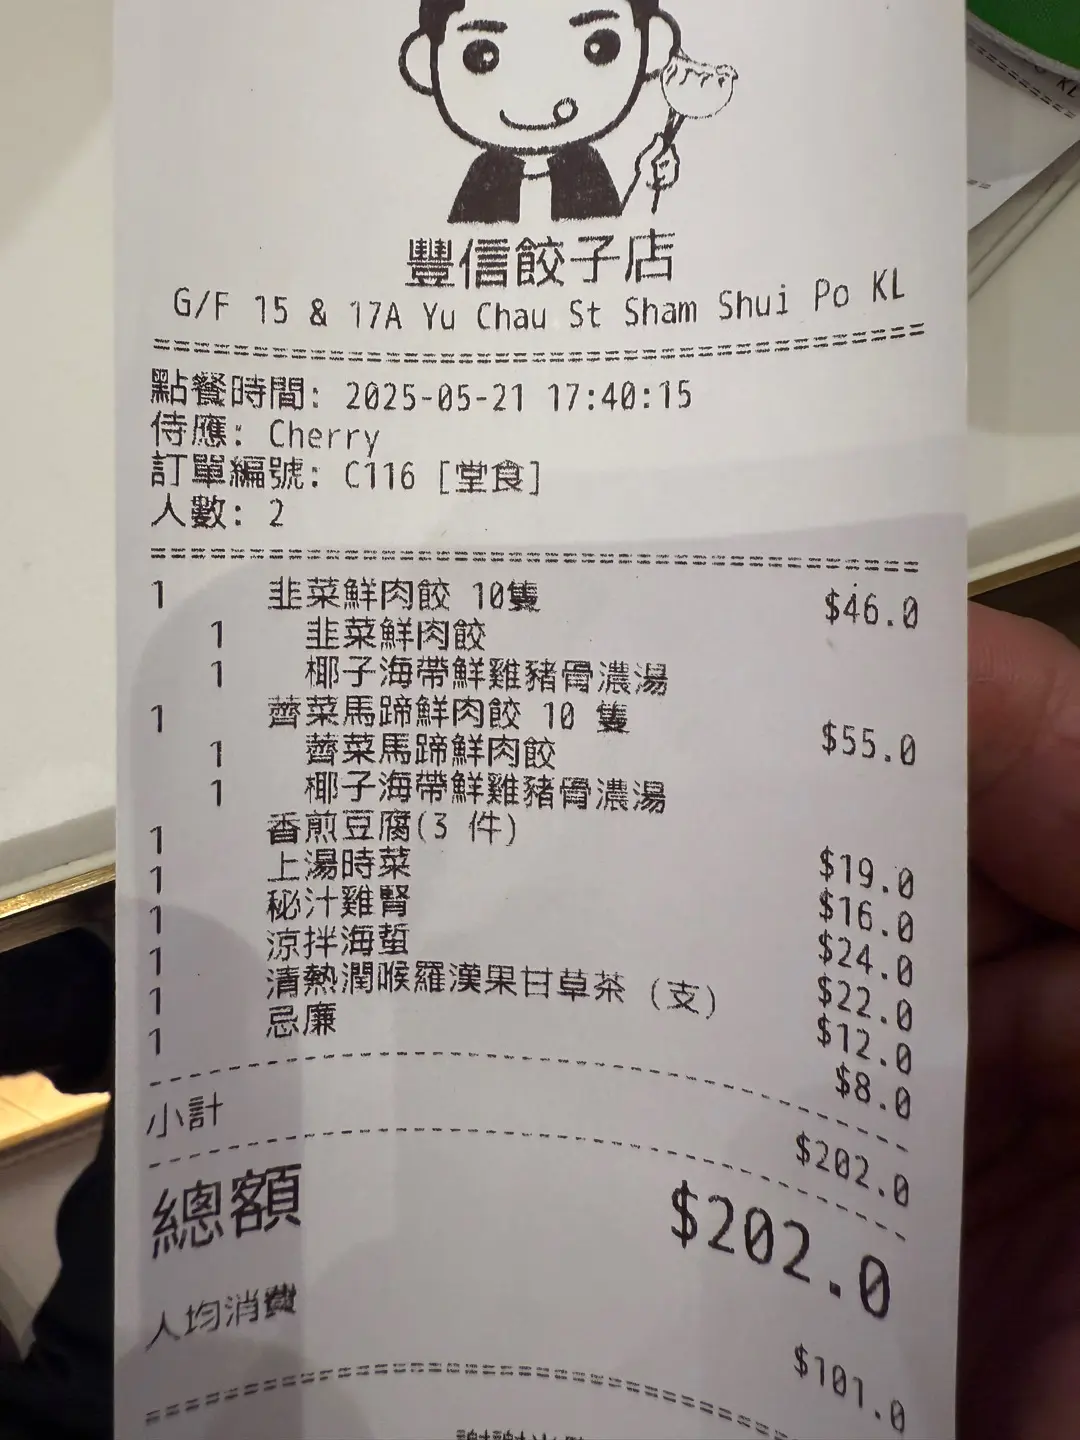 豐信餃子店
G/F 15 & 17A Yu Chau St Sham Shui Po KL
點餐時間: 2025-05-21 17:40:15
侍應: Cherry
訂單編號: C116 [堂食]
人數: 2
1 韭菜鮮肉餃 10隻 $46.0
1 韭菜鮮肉餃
1 椰子海帶鮮雞豬骨濃湯
1 薺菜馬蹄鮮肉餃 10 隻 $55.0
1 薺菜馬蹄鮮肉餃
1 椰子海帶鮮雞豬骨濃湯
1 香煎豆腐(3 件) $19.0
1 上湯時菜 $16.0
1 秘汁雞腎 $24.0
1 涼拌海蜇 $22.0
1 清熱潤喉羅漢果甘草茶 (支) $12.0
1 忌廉 $8.0
小計 $202.0
總額 $202.0
人均消費 $101.0